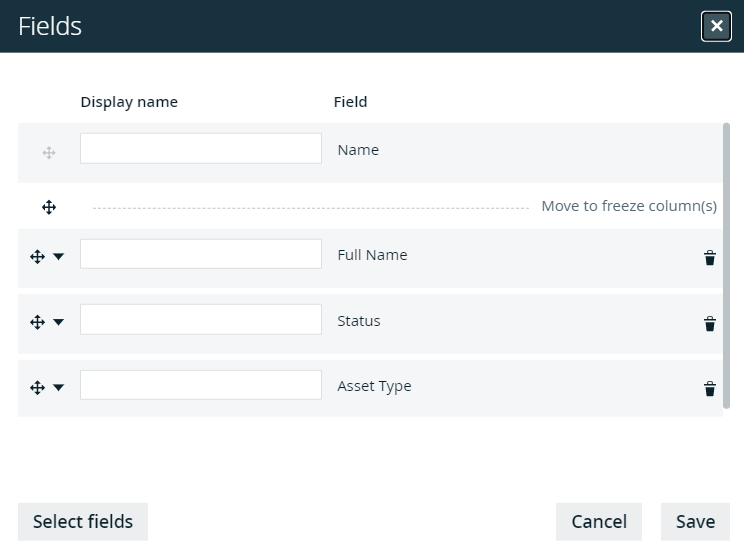 Fields
Display name Field
Name
Move to freeze column(s)
Full Name
Status
Asset Type
Select fields Cancel Save